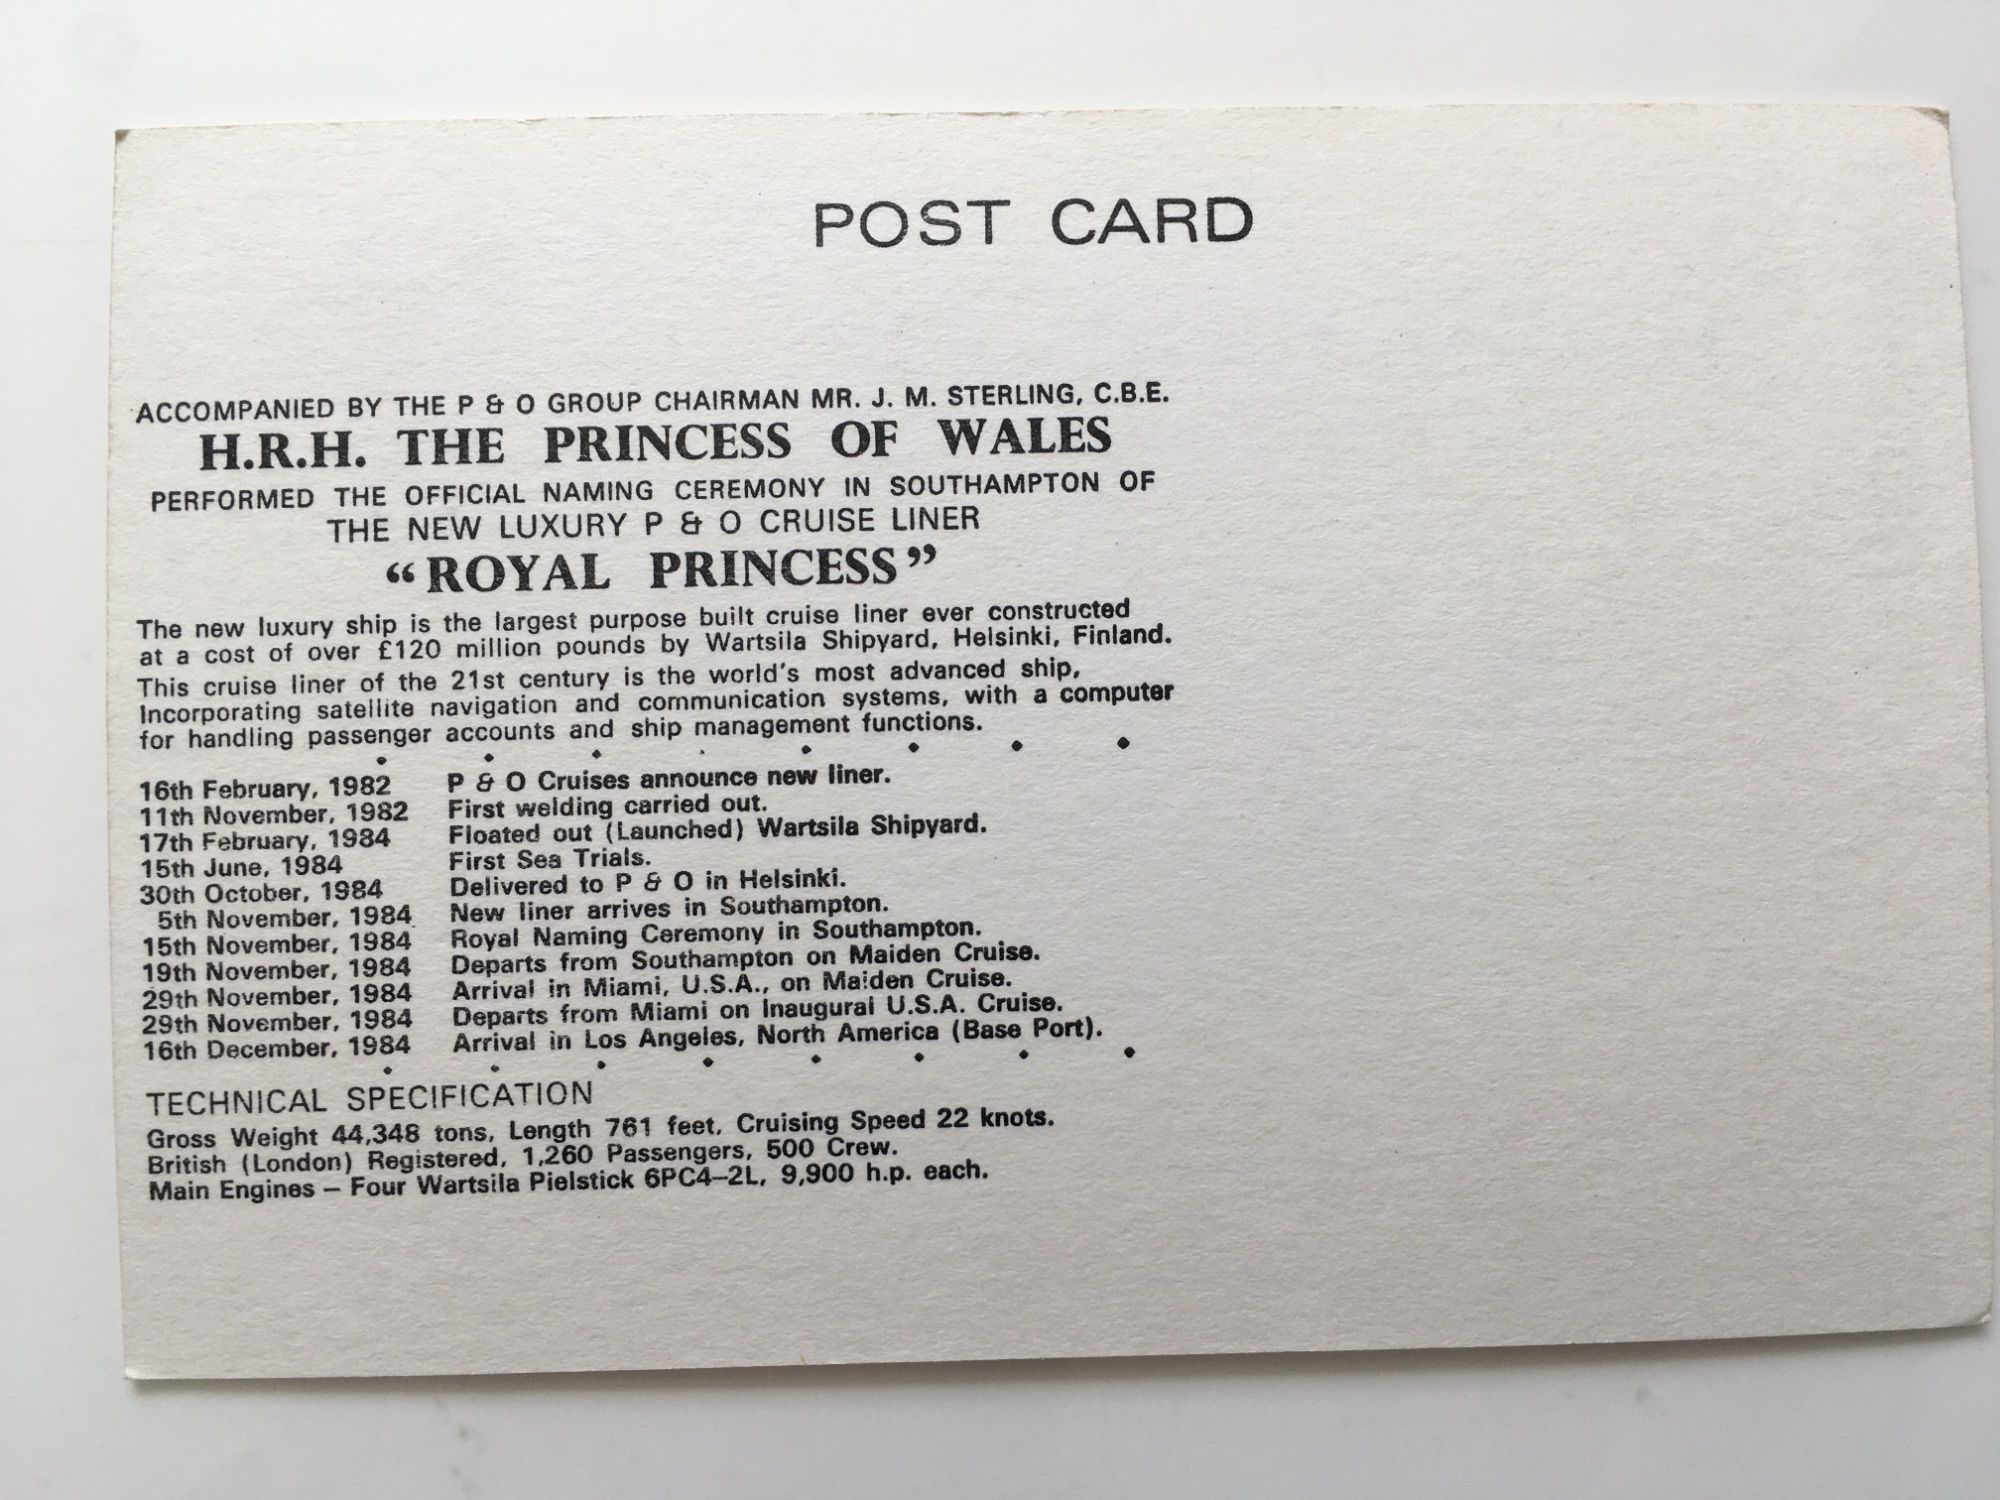 POST CARD
ACCOMPANIED BY THE P & O GROUP CHAIRMAN MR. J. M. STERLING, C.B.E.
H.R.H. THE PRINCESS OF WALES
PERFORMED THE OFFICIAL NAMING CEREMONY IN SOUTHAMPTON OF
THE NEW LUXURY P & O CRUISE LINER
“ROYAL PRINCESS”
The new luxury ship is the largest purpose built cruise liner ever constructed
at a cost of over £120 million pounds by Wartsila Shipyard, Helsinki, Finland.
This cruise liner of the 21st century is the world's most advanced ship,
Incorporating satellite navigation and communication systems, with a computer
for handling passenger accounts and ship management functions.
16th February, 1982 P & O Cruises announce new liner.
11th November, 1982 First welding carried out.
17th February, 1984 Floated out (Launched) Wartsila Shipyard.
15th June, 1984 First Sea Trials.
30th October, 1984 Delivered to P & O in Helsinki.
5th November, 1984 New liner arrives in Southampton.
15th November, 1984 Royal Naming Ceremony in Southampton.
19th November, 1984 Departs from Southampton on Maiden Cruise.
29th November, 1984 Arrival in Miami, U.S.A., on Maiden Cruise.
29th November, 1984 Departs from Miami on Inaugural U.S.A. Cruise.
16th December, 1984 Arrival in Los Angeles, North America (Base Port).
TECHNICAL SPECIFICATION
Gross Weight 44,348 tons, Length 761 feet, Cruising Speed 22 knots.
British (London) Registered, 1,260 Passengers, 500 Crew.
Main Engines – Four Wartsila Pielstick 6PC4–2L, 9,900 h.p. each.